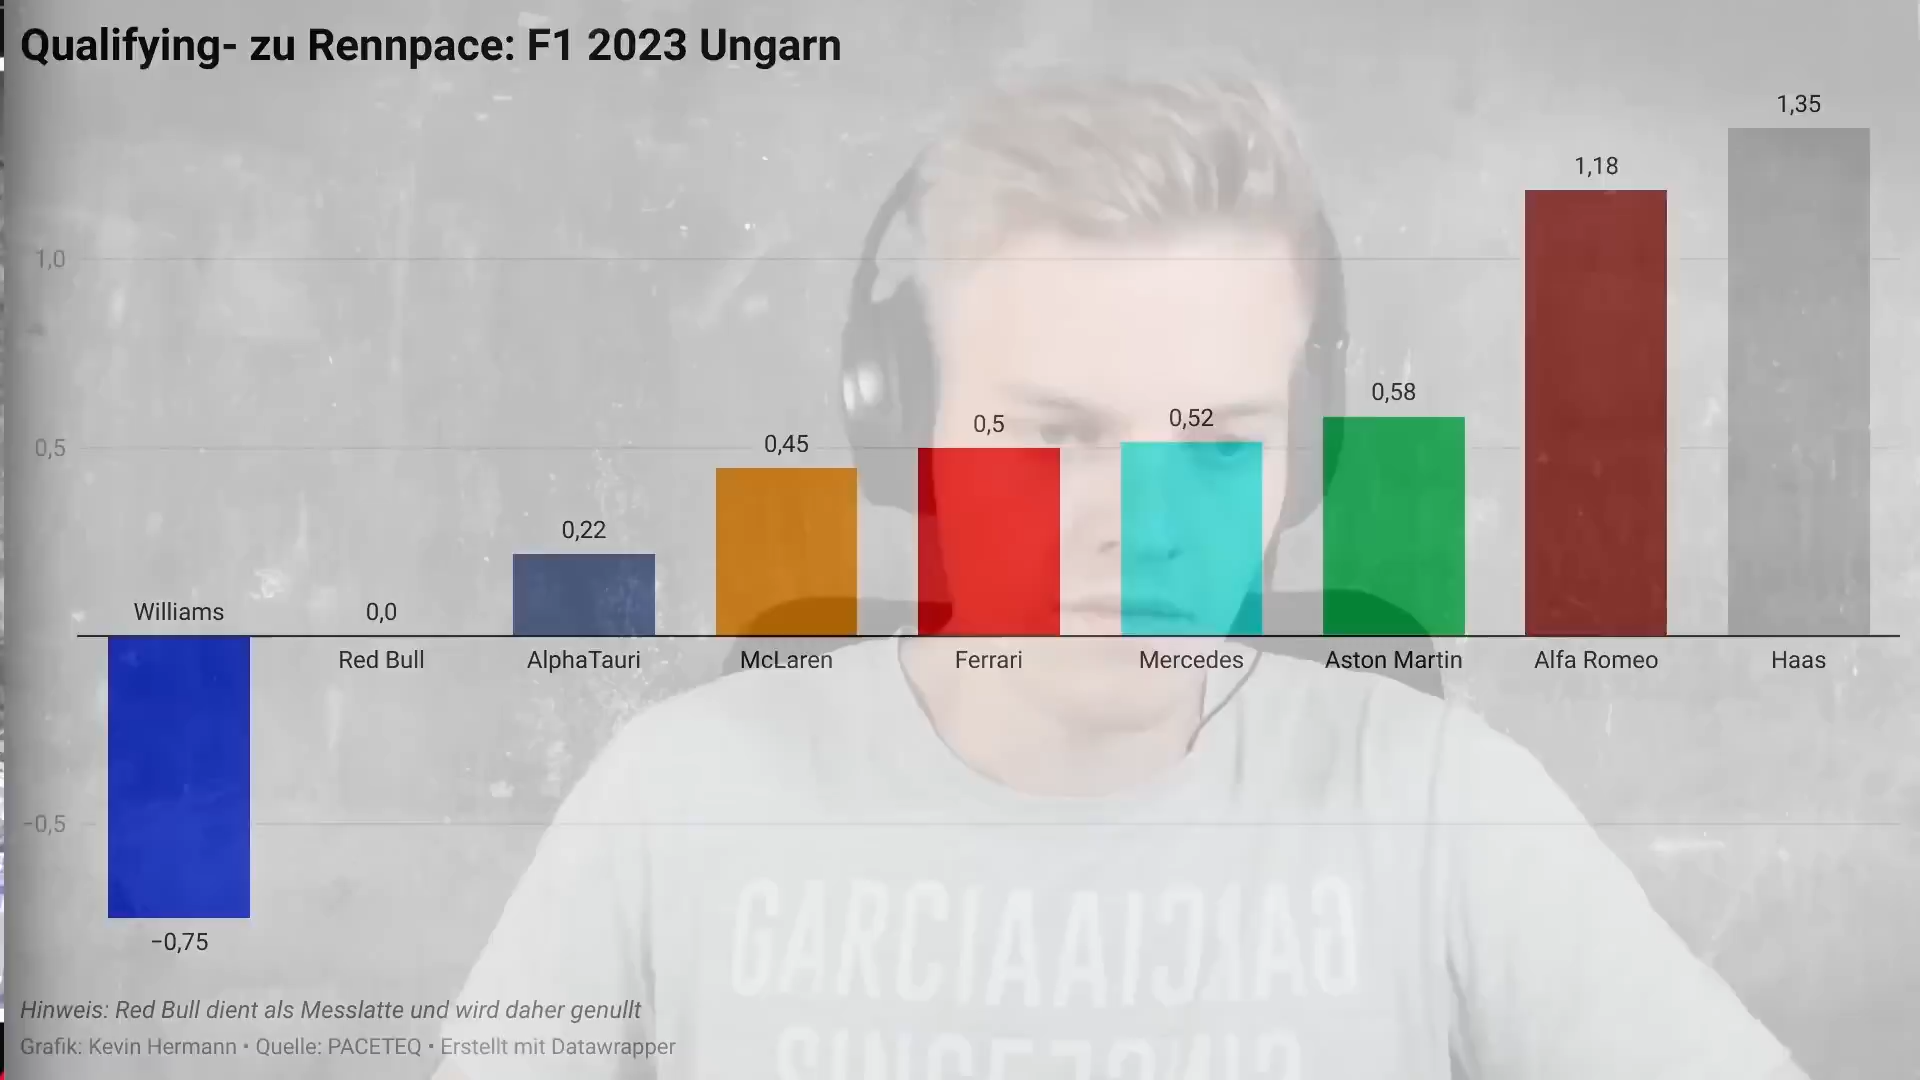 Qualifying- zu Rennpace: F1 2023 Ungarn
1,35
1,18
1,0
0,58
0,52
0,5
0,45
0,5
0,22
Williams
0,0
Red Bull
AlphaTauri
McLaren
Ferrari
Mercedes
Aston Martin
Alfa Romeo
Haas
−0,5
−0,75
GARCIA
Hinweis: Red Bull dient als Messlatte und wird daher genullt
Grafik: Kevin Hermann • Quelle: PACETEQ • Erstellt mit Datawrapper